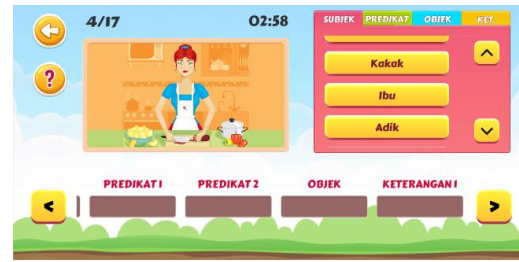 4/17
02:58
SUBJEK PREDIKAT OBJEK KET.
Kakak
Ibu
Adik
?
PREDIKAT 1 PREDIKAT 2 OBJEK KETERANGAN 1
< >